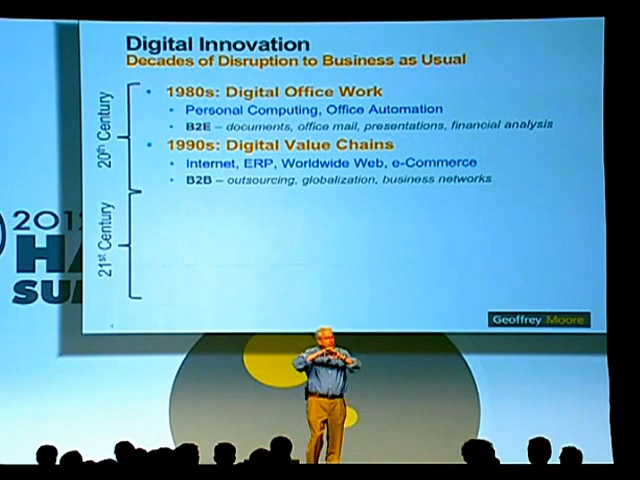 Digital Innovation
Decades of Disruption to Business as Usual
20th Century
• 1980s: Digital Office Work
• Personal Computing, Office Automation
• B2E – documents, office mail, presentations, financial analysis
• 1990s: Digital Value Chains
• Internet, ERP, Worldwide Web, e-Commerce
• B2B – outsourcing, globalization, business networks
21st Century
Geoffrey Moore